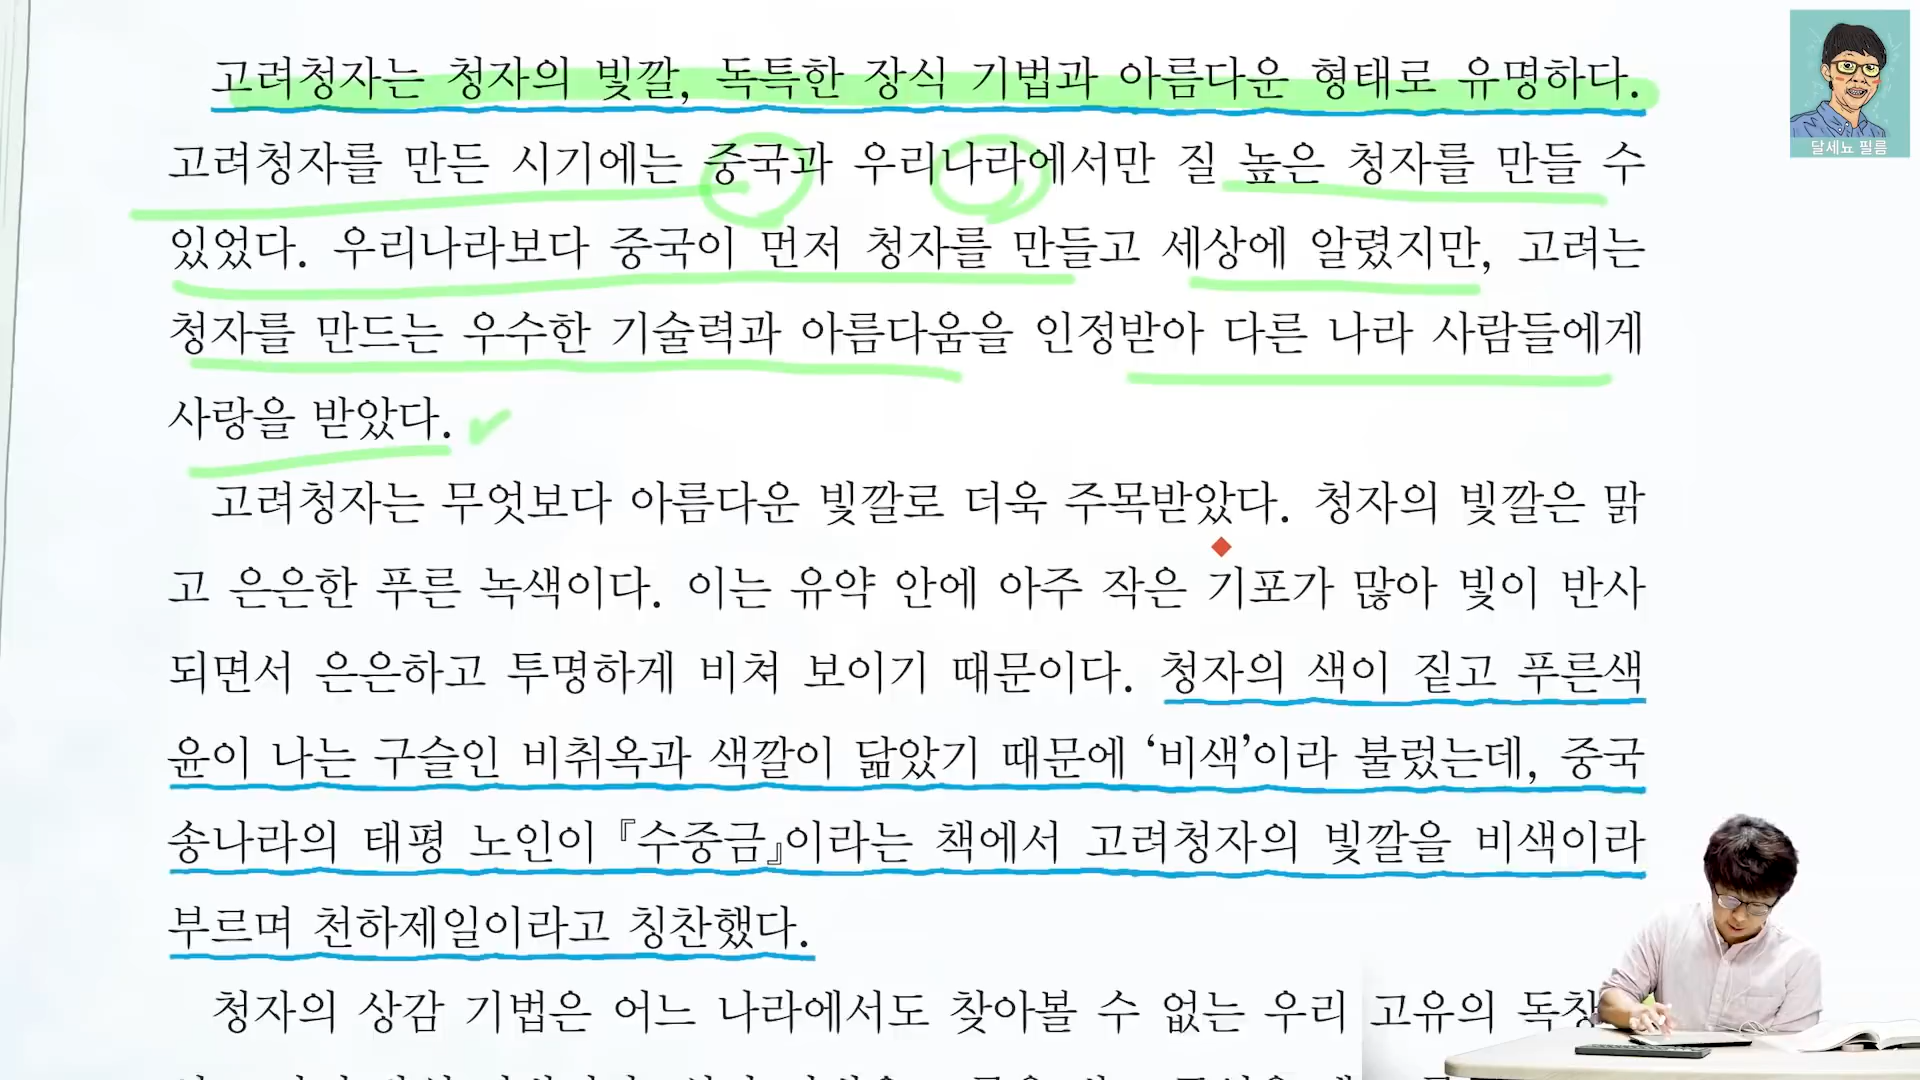 고려청자는 청자의 빛깔, 독특한 장식 기법과 아름다운 형태로 유명하다.
고려청자를 만든 시기에는 중국과 우리나라에서만 질 높은 청자를 만들 수
있었다. 우리나라보다 중국이 먼저 청자를 만들고 세상에 알렸지만, 고려는
청자를 만드는 우수한 기술력과 아름다움을 인정받아 다른 나라 사람들에게
사랑을 받았다.
고려청자는 무엇보다 아름다운 빛깔로 더욱 주목받았다. 청자의 빛깔은 맑
고 은은한 푸른 녹색이다. 이는 유약 안에 아주 작은 기포가 많아 빛이 반사
되면서 은은하고 투명하게 비쳐 보이기 때문이다. 청자의 색이 짙고 푸른색
윤이 나는 구슬인 비취옥과 색깔이 닮았기 때문에 ‘비색’이라 불렀는데, 중국
송나라의 태평 노인이 『수중금』이라는 책에서 고려청자의 빛깔을 비색이라
부르며 천하제일이라고 칭찬했다.
청자의 상감 기법은 어느 나라에서도 찾아볼 수 없는 우리 고유의
달세뇨 필름